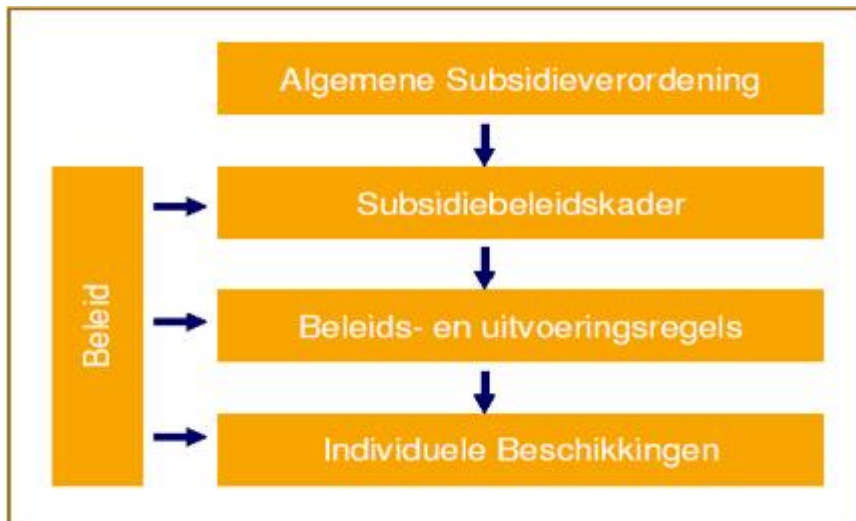 Algemene Subsidieverordening
Subsidiebeleidskader
Beleid
Beleids- en uitvoeringsregels
Individuele Beschikkingen